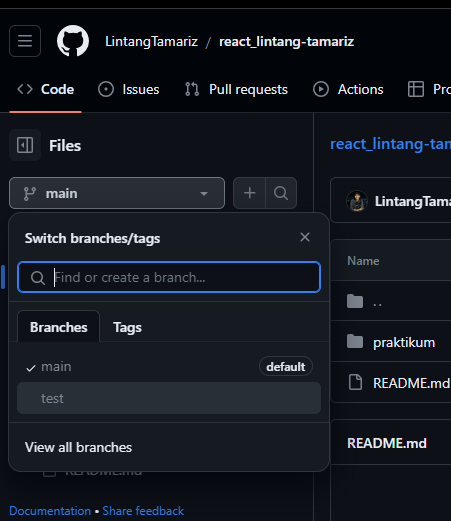 LintangTamariz / react_lintang-tamariz
Code Issues Pull requests Actions
Files
main
react_lintang-tam
Switch branches/tags
Find or create a branch...
Branches Tags
main default
test
View all branches
README.md
Documentation • Share feedback
LintangTama
Name
..
praktikum
README.md
README.md